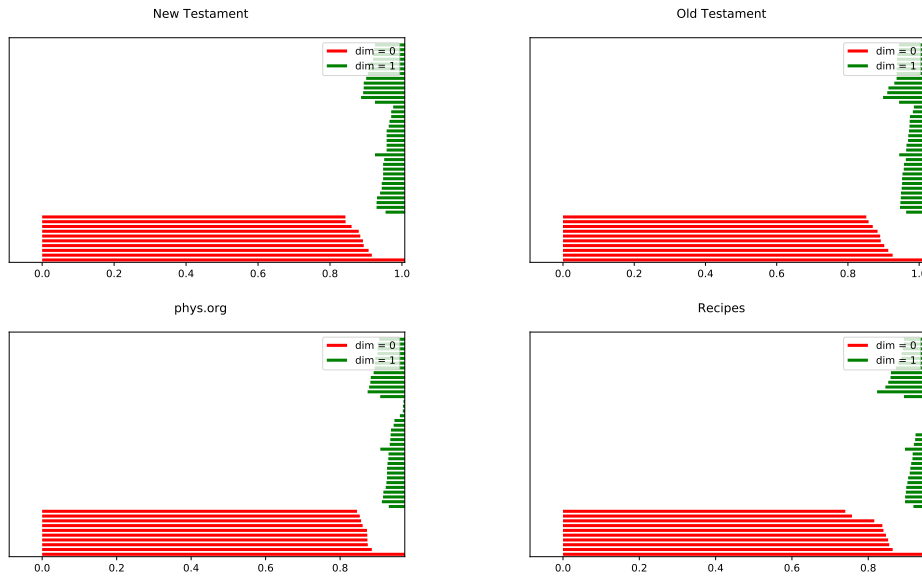 New Testament
dim = 0
dim = 1
0.0 0.2 0.4 0.6 0.8 1.0
Old Testament
dim = 0
dim = 1
0.0 0.2 0.4 0.6 0.8 1.0
phys.org
dim = 0
dim = 1
0.0 0.2 0.4 0.6 0.8
Recipes
dim = 0
dim = 1
0.0 0.2 0.4 0.6 0.8